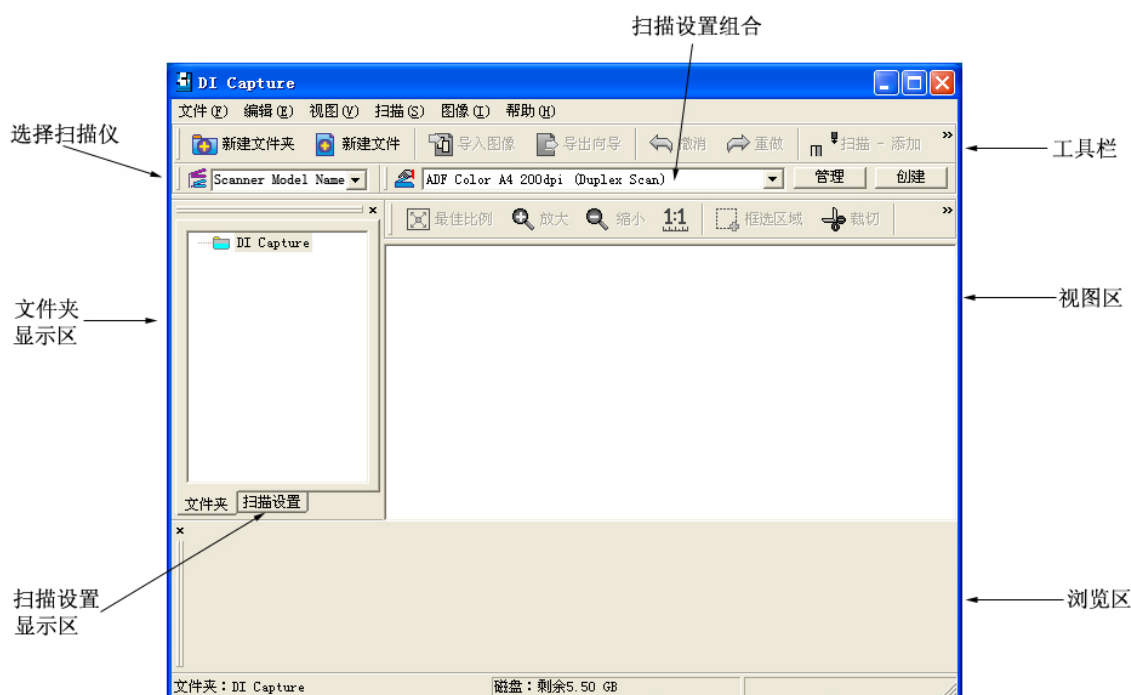 扫描设置组合
DI Capture
文件(F) 编辑(E) 视图(V) 扫描(S) 图像(I) 帮助(H)
选择扫描仪
新建文件夹 新建文件 导入图像 导出向导 撤消 重做 扫描 - 添加 »
工具栏
Scanner Model Name ADF Color A4 200dpi (Duplex Scan) 管理 创建
最佳比例 放大 缩小 1:1 框选区域 裁切 »
DI Capture
文件夹
显示区
视图区
文件夹 扫描设置
扫描设置
显示区
浏览区
文件夹：DI Capture 磁盘：剩余5.50 GB